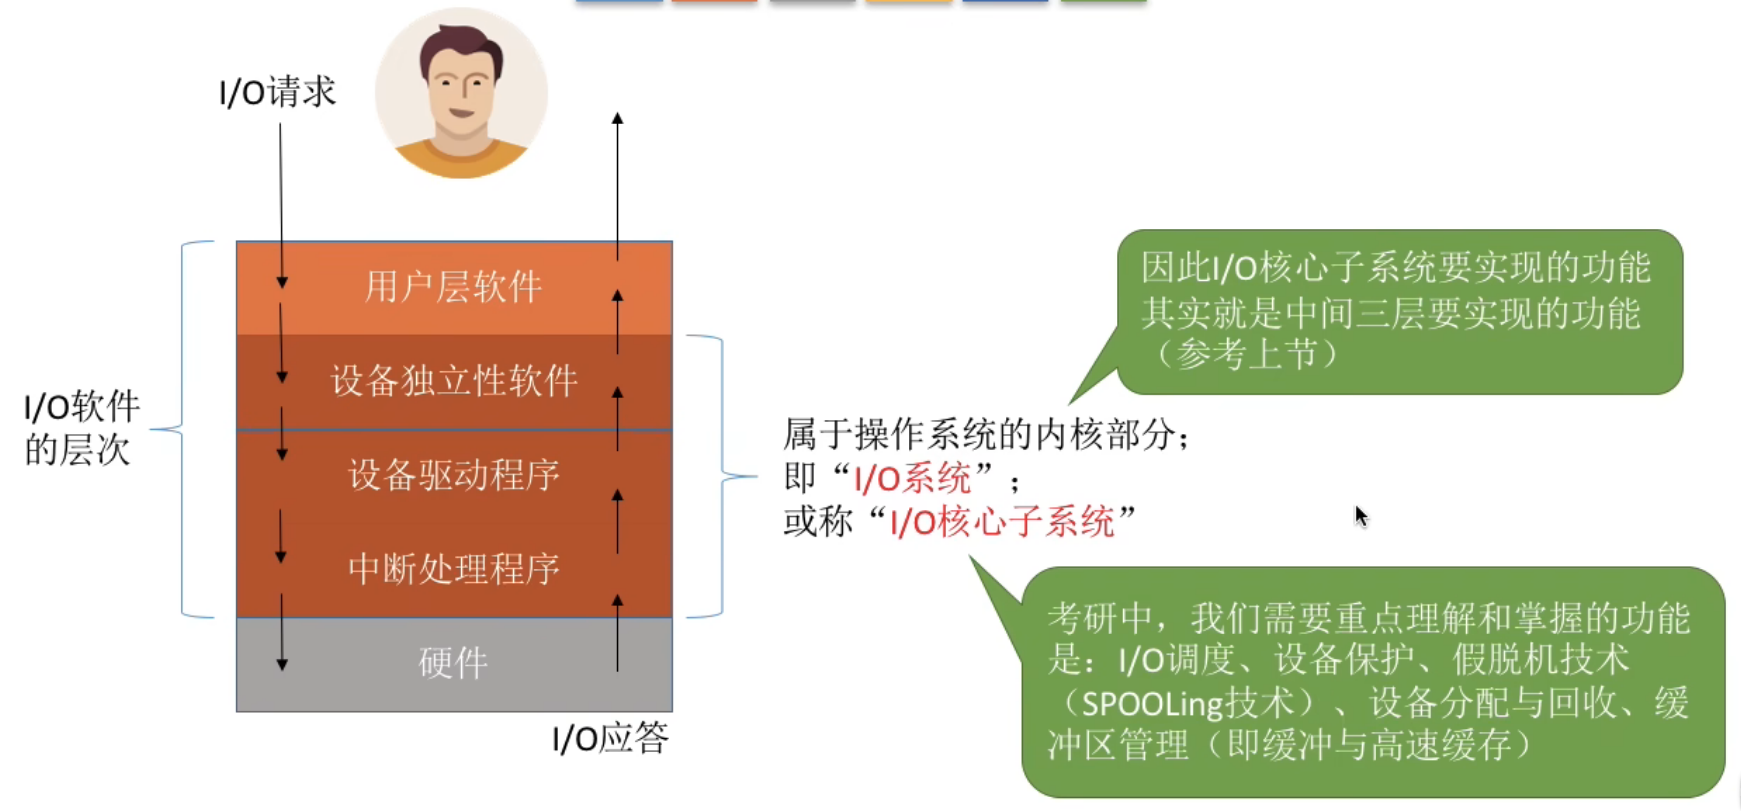 I/O请求
用户层软件
设备独立性软件
设备驱动程序
中断处理程序
硬件
I/O应答
I/O软件
的层次
因此I/O核心子系统要实现的功能
其实就是中间三层要实现的功能
（参考上节）
属于操作系统的内核部分；
即“I/O系统”；
或称“I/O核心子系统”
考研中，我们需要重点理解和掌握的功能
是：I/O调度、设备保护、假脱机技术
（SPOOLing技术）、设备分配与回收、缓
冲区管理（即缓冲与高速缓存）